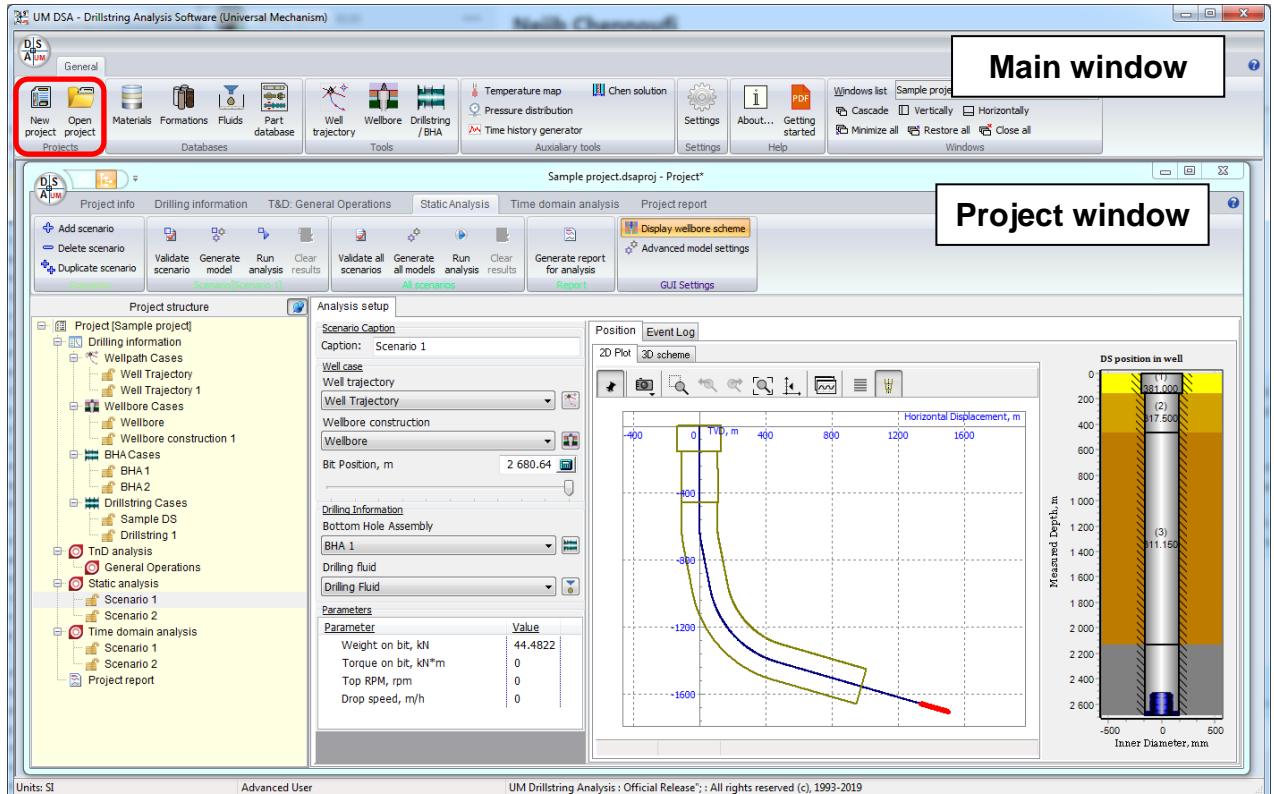 UM DSA - Drillstring Analysis Software (Universal Mechanism)
Nejib Chennoufi
D S
A UM
General
Main window
New project
Open project
Materials
Formations
Fluids
Part database
Well trajectory
Wellbore
Drillstring / BHA
Temperature map
Chen solution
Pressure distribution
Time history generator
Settings
About...
PDF
Getting started
Windows list
Sample proje
Cascade
Vertically
Horizontally
Minimize all
Restore all
Close all
Projects
Databases
Tools
Auxialiary tools
Settings
Help
Windows
D S
A UM
Sample project.dsaproj - Project*
Project window
Project info
Drilling information
T&D: General Operations
Static Analysis
Time domain analysis
Project report
Add scenario
Delete scenario
Duplicate scenario
Validate scenario
Generate model
Run analysis
Clear results
Validate all scenarios
Generate all models
Run analysis
Clear results
Generate report for analysis
Display wellbore scheme
Advanced model settings
Scenarios
Scenario[Scenario 1]
All scenarios
Report
GUI Settings
Project structure
Project [Sample project]
Drilling information
Wellpath Cases
Well Trajectory
Well Trajectory 1
Wellbore Cases
Wellbore
Wellbore construction 1
BHA Cases
BHA 1
BHA 2
Drillstring Cases
Sample DS
Drillstring 1
TnD analysis
General Operations
Static analysis
Scenario 1
Scenario 2
Time domain analysis
Scenario 1
Scenario 2
Project report
Analysis setup
Scenario Caption
Caption: Scenario 1
Well case
Well trajectory
Well Trajectory
Wellbore construction
Wellbore
Bit Position, m 2 680.64
Drilling Information
Bottom Hole Assembly
BHA 1
Drilling fluid
Drilling Fluid
Parameters
Parameter Value
Weight on bit, kN 44.4822
Torque on bit, kN*m 0
Top RPM, rpm 0
Drop speed, m/h 0
Position
Event Log
2D Plot
3D scheme
Horizontal Displacement, m
TVD, m
-400 0 400 800 1200 1600
-400
-800
-1200
-1600
DS position in well
0
200
400
600
800
1 000
1 200
1 400
1 600
1 800
2 000
2 200
2 400
2 600
Measured Depth, m
(1)
381.000
(2)
317.500
(3)
311.150
-500 0 500
Inner Diameter, mm
Units: SI
Advanced User
UM Drillstring Analysis : Official Release"; : All rights reserved (c), 1993-2019